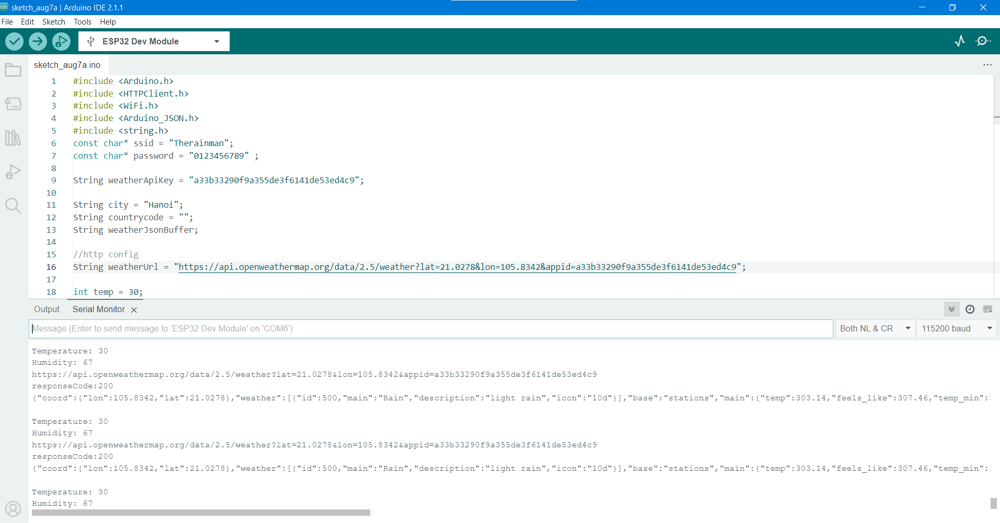 sketch_aug7a | Arduino IDE 2.1.1
File Edit Sketch Tools Help
ESP32 Dev Module
sketch_aug7a.ino
1 #include <Arduino.h>
2 #include <HTTPClient.h>
3 #include <WiFi.h>
4 #include <Arduino_JSON.h>
5 #include <string.h>
6 const char* ssid = "Therainman";
7 const char* password = "0123456789" ;
8
9 String weatherApiKey = "a33b33290f9a355de3f6141de53ed4c9";
10
11 String city = "Hanoi";
12 String countrycode = "";
13 String weatherJsonBuffer;
14
15 //http config
16 String weatherUrl = "https://api.openweathermap.org/data/2.5/weather?lat=21.0278&lon=105.8342&appid=a33b33290f9a355de3f6141de53ed4c9";
17
18 int temp = 30;
Output Serial Monitor
Message (Enter to send message to 'ESP32 Dev Module' on 'COM6') Both NL & CR 115200 baud
Temperature: 30
Humidity: 67
https://api.openweathermap.org/data/2.5/weather?lat=21.0278&lon=105.8342&appid=a33b33290f9a355de3f6141de53ed4c9
responseCode:200
{"coord":{"lon":105.8342,"lat":21.0278},"weather":[{"id":500,"main":"Rain","description":"light rain","icon":"10d"}],"base":"stations","main":{"temp":303.14,"feels_like":307.46,"temp_min":
Temperature: 30
Humidity: 67
https://api.openweathermap.org/data/2.5/weather?lat=21.0278&lon=105.8342&appid=a33b33290f9a355de3f6141de53ed4c9
responseCode:200
{"coord":{"lon":105.8342,"lat":21.0278},"weather":[{"id":500,"main":"Rain","description":"light rain","icon":"10d"}],"base":"stations","main":{"temp":303.14,"feels_like":307.46,"temp_min":
Temperature: 30
Humidity: 67